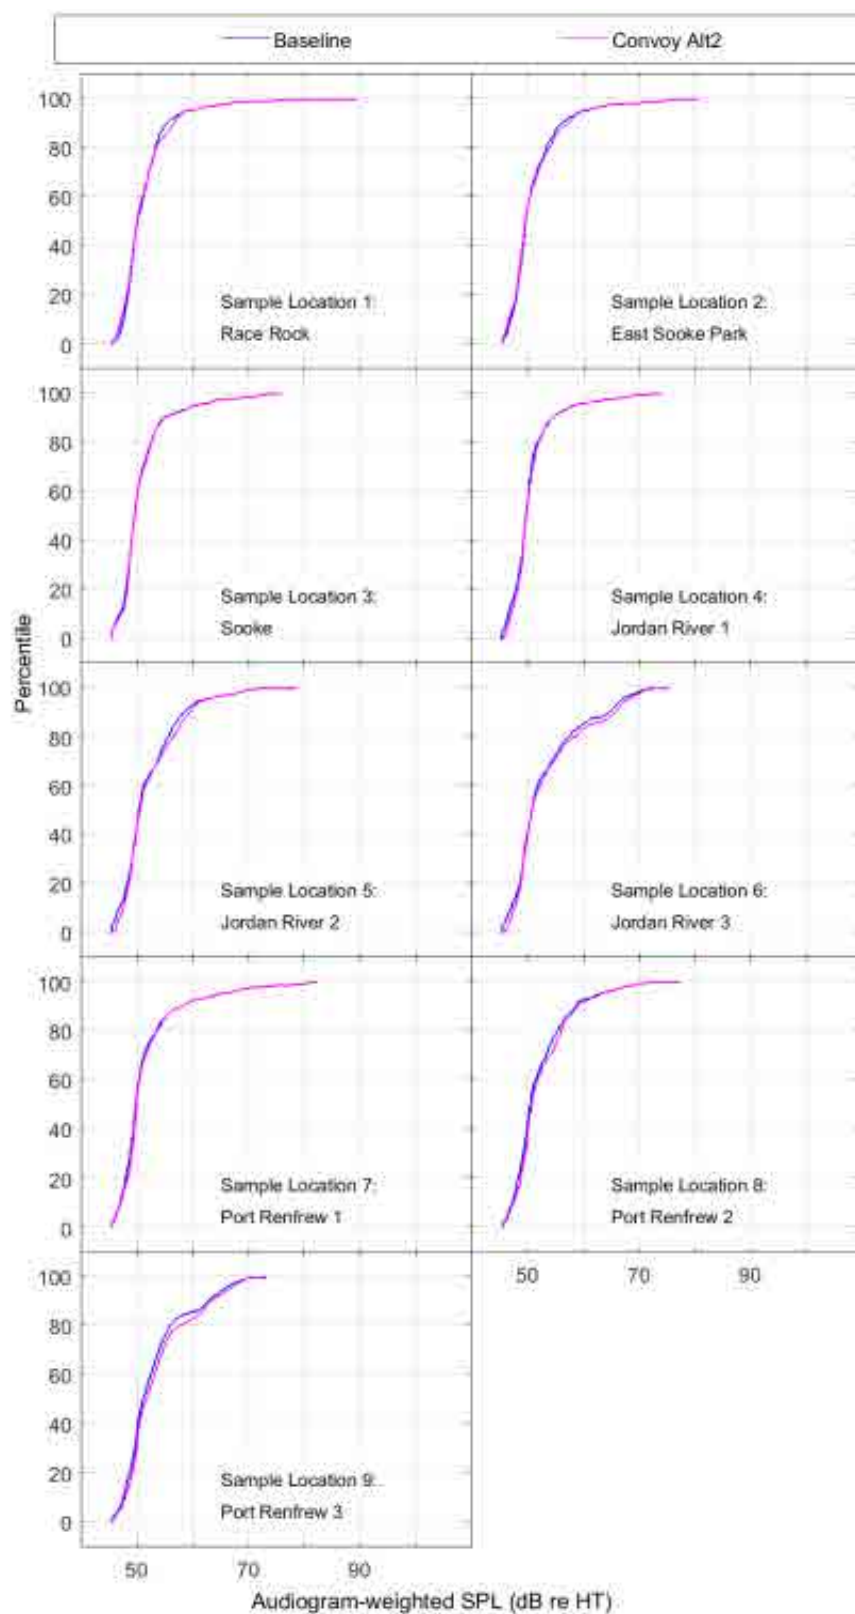 Baseline Convoy Alt2
100
80
60
40
20
0
Sample Location 1:
Race Rock
Sample Location 2:
East Sooke Park
100
80
60
40
20
0
Sample Location 3:
Sooke
Sample Location 4:
Jordan River 1
Percentile
100
80
60
40
20
0
Sample Location 5:
Jordan River 2
Sample Location 6:
Jordan River 3
100
80
60
40
20
0
Sample Location 7:
Port Renfrew 1
Sample Location 8:
Port Renfrew 2
50 70 90
100
80
60
40
20
0
Sample Location 9:
Port Renfrew 3
50 70 90
Audiogram-weighted SPL (dB re HT)